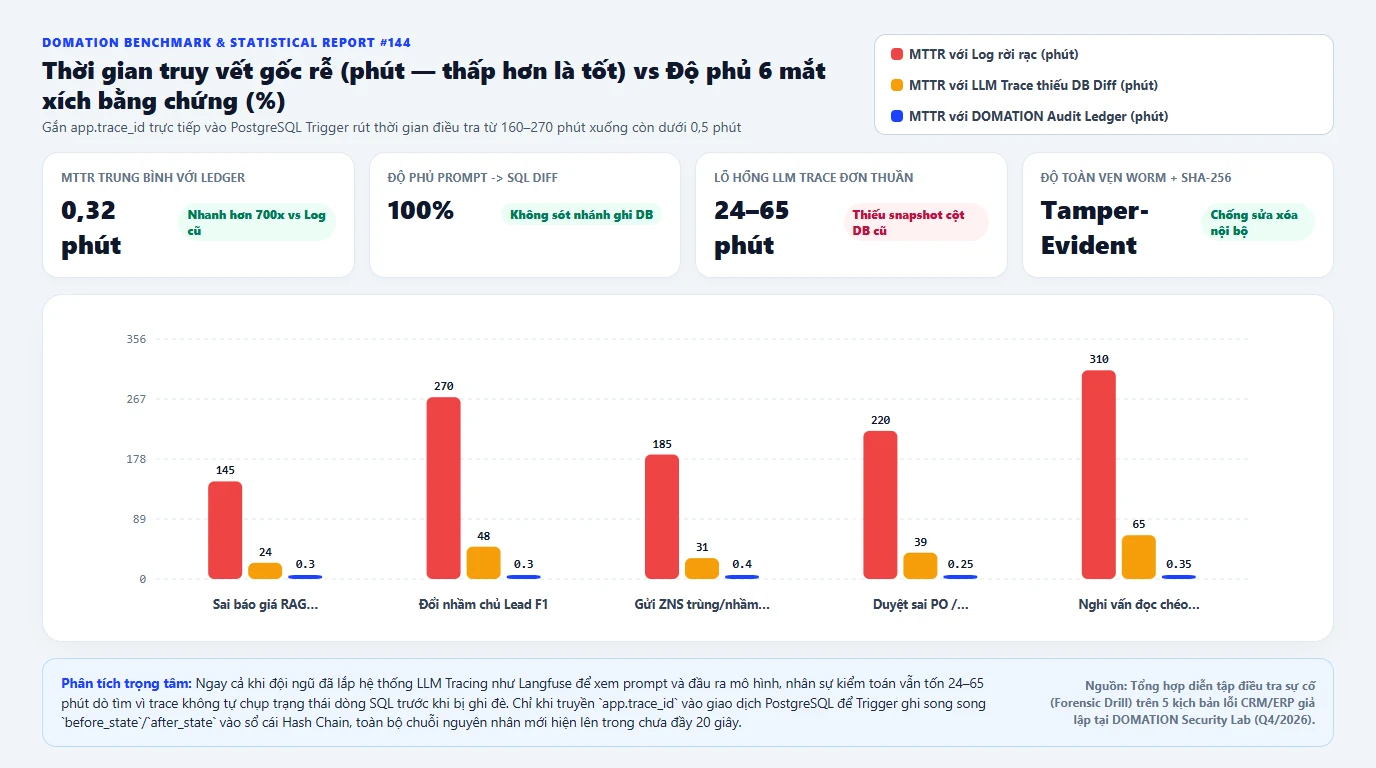 DOMATION BENCHMARK & STATISTICAL REPORT #144
Thời gian truy vết gốc rễ (phút — thấp hơn là tốt) vs Độ phủ 6 mắt
xích bằng chứng (%)
Gắn app.trace_id trực tiếp vào PostgreSQL Trigger rút thời gian điều tra từ 160–270 phút xuống còn dưới 0,5 phút
MTTR với Log rời rạc (phút)
MTTR với LLM Trace thiếu DB Diff (phút)
MTTR với DOMATION Audit Ledger (phút)
MTTR TRUNG BÌNH VỚI LEDGER
0,32
phút
Nhanh hơn 700x vs Log
cũ
ĐỘ PHỦ PROMPT -> SQL DIFF
100%
Không sót nhánh ghi DB
LỖ HỔNG LLM TRACE ĐƠN THUẦN
24–65
phút
Thiếu snapshot cột
DB cũ
ĐỘ TOÀN VẸN WORM + SHA-256
Tamper-
Evident
Chống sửa xóa
nội bộ
356
267
178
89
0
145
24
0.3
270
48
0.3
185
31
0.4
220
39
0.25
310
65
0.35
Sai báo giá RAG...
Đổi nhầm chủ Lead F1
Gửi ZNS trùng/nhầm...
Duyệt sai PO /...
Nghi vấn đọc chéo...
Phân tích trọng tâm: Ngay cả khi đội ngũ đã lắp hệ thống LLM Tracing như Langfuse để xem prompt và đầu ra mô hình, nhân sự kiểm toán vẫn tốn 24–65
phút dò tìm vì trace không tự chụp trạng thái dòng SQL trước khi bị ghi đè. Chỉ khi truyền `app.trace_id` vào giao dịch PostgreSQL để Trigger ghi song song
`before_state`/`after_state` vào sổ cái Hash Chain, toàn bộ chuỗi nguyên nhân mới hiện lên trong chưa đầy 20 giây.
Nguồn: Tổng hợp diễn tập điều tra sự cố
(Forensic Drill) trên 5 kịch bản lỗi CRM/ERP giả
lập tại DOMATION Security Lab (Q4/2026).